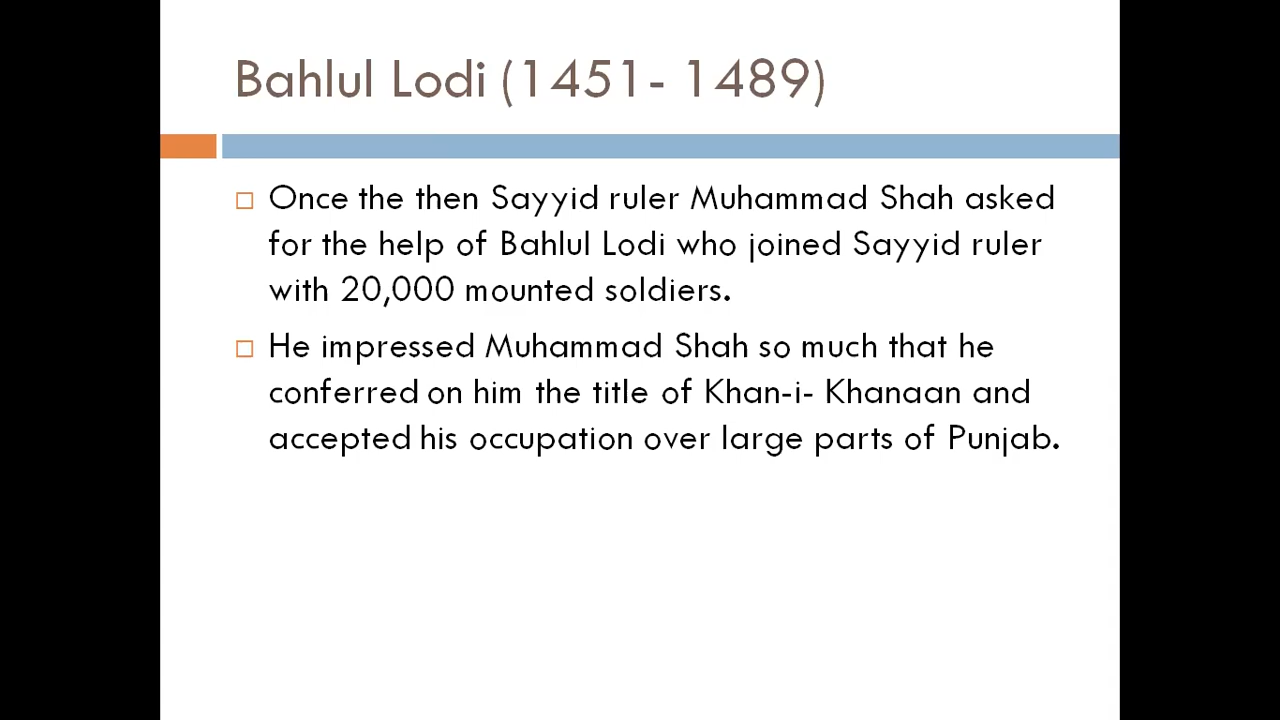 Bahlul Lodi (1451- 1489)
Once the then Sayyid ruler Muhammad Shah asked
for the help of Bahlul Lodi who joined Sayyid ruler
with 20,000 mounted soldiers.
He impressed Muhammad Shah so much that he
conferred on him the title of Khan-i- Khanaan and
accepted his occupation over large parts of Punjab.